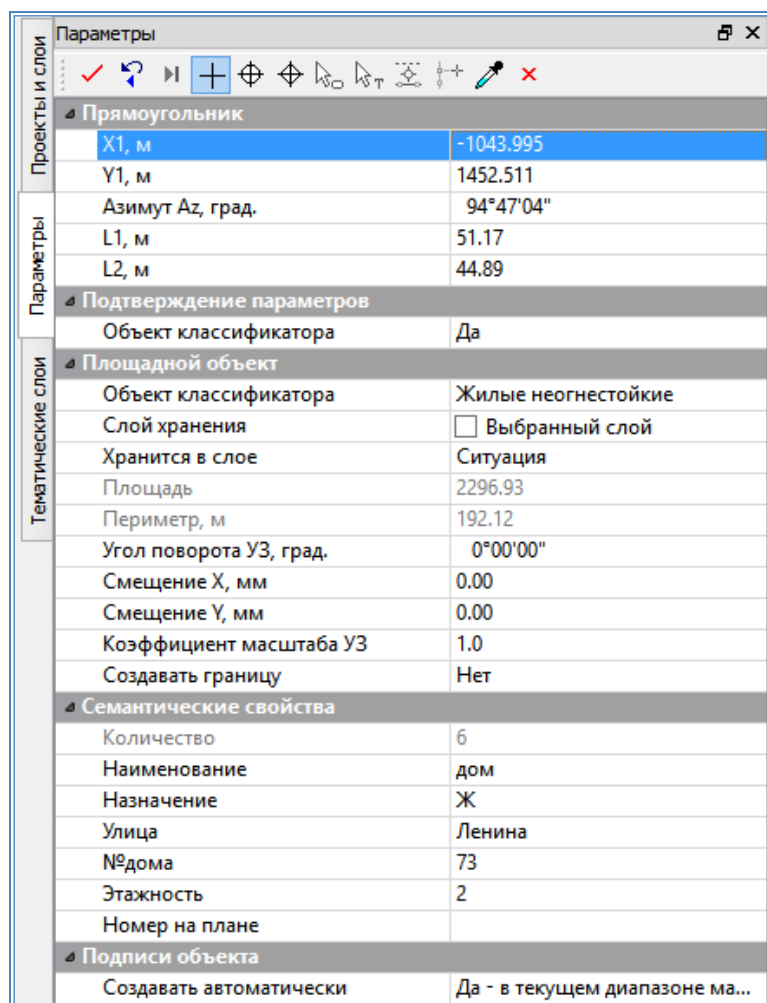 Параметры
Проекты и слои
Параметры
Тематические слои
Прямоугольник
X1, м -1043.995
Y1, м 1452.511
Азимут Az, град. 94°47'04"
L1, м 51.17
L2, м 44.89
Подтверждение параметров
Объект классификатора Да
Площадной объект
Объект классификатора Жилые неогнестойкие
Слой хранения Выбранный слой
Хранится в слое Ситуация
Площадь 2296.93
Периметр, м 192.12
Угол поворота УЗ, град. 0°00'00"
Смещение X, мм 0.00
Смещение Y, мм 0.00
Коэффициент масштаба УЗ 1.0
Создавать границу Нет
Семантические свойства
Количество 6
Наименование дом
Назначение Ж
Улица Ленина
№дома 73
Этажность 2
Номер на плане
Подписи объекта
Создавать автоматически Да - в текущем диапазоне ма...